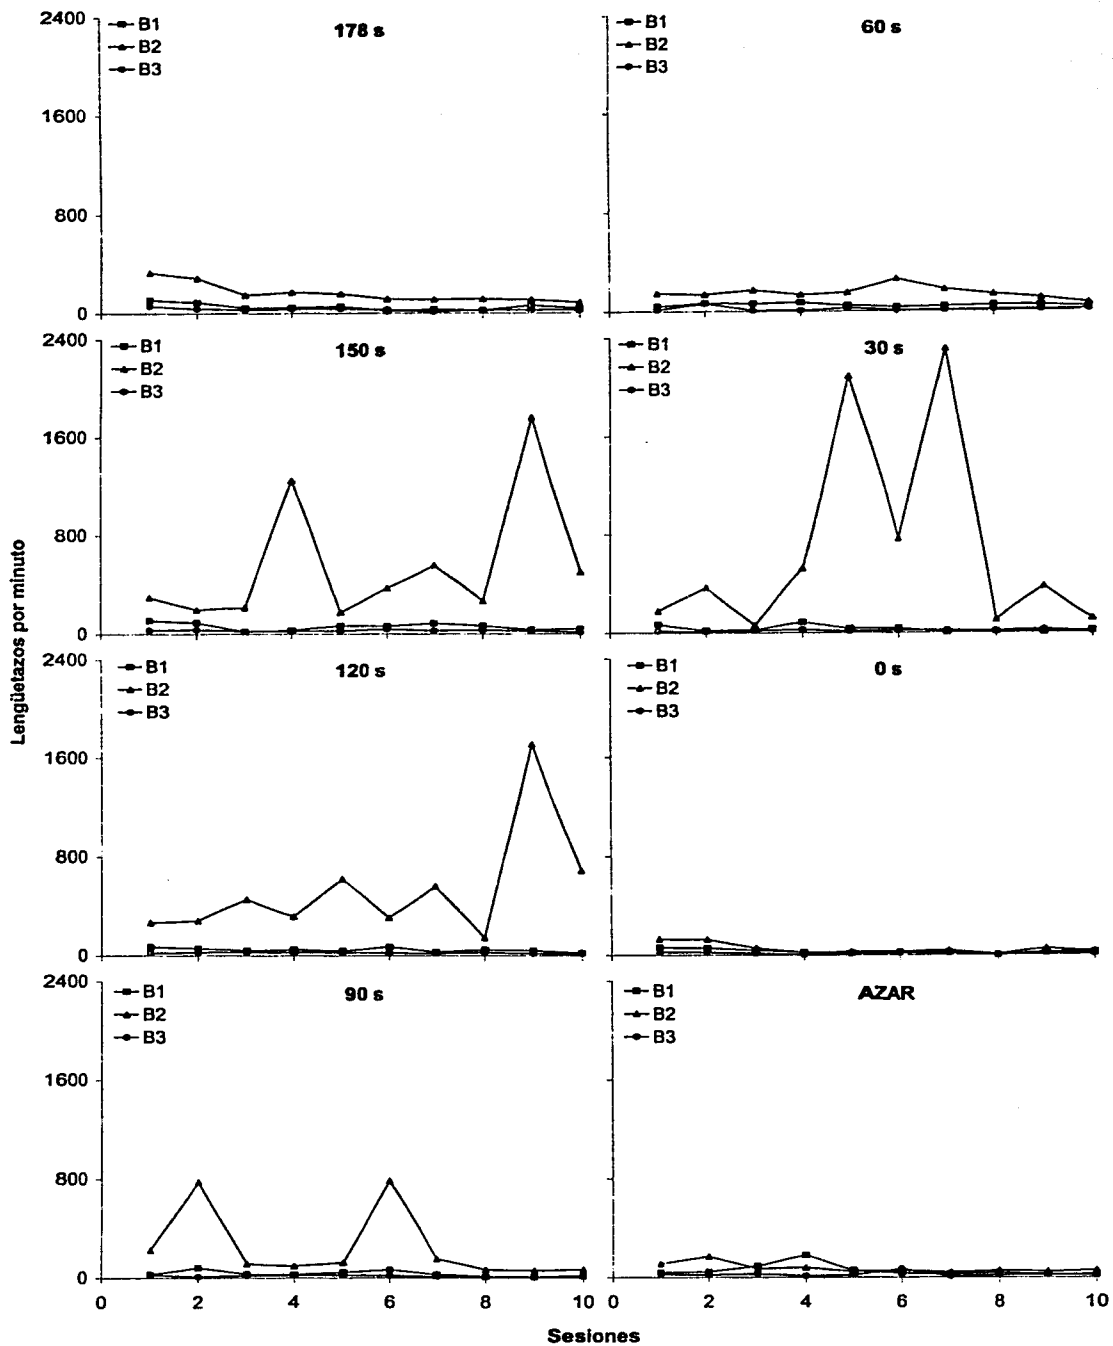 2400
1600
800
0
B1
B2
B3
178 s
B1
B2
B3
60 s
2400
1600
800
0
B1
B2
B3
150 s
B1
B2
B3
30 s
Lengüetazos por minuto
2400
1600
800
0
B1
B2
B3
120 s
B1
B2
B3
0 s
2400
1600
800
0
B1
B2
B3
90 s
B1
B2
B3
AZAR
0 2 4 6 8 10 0 2 4 6 8 10
Sesiones